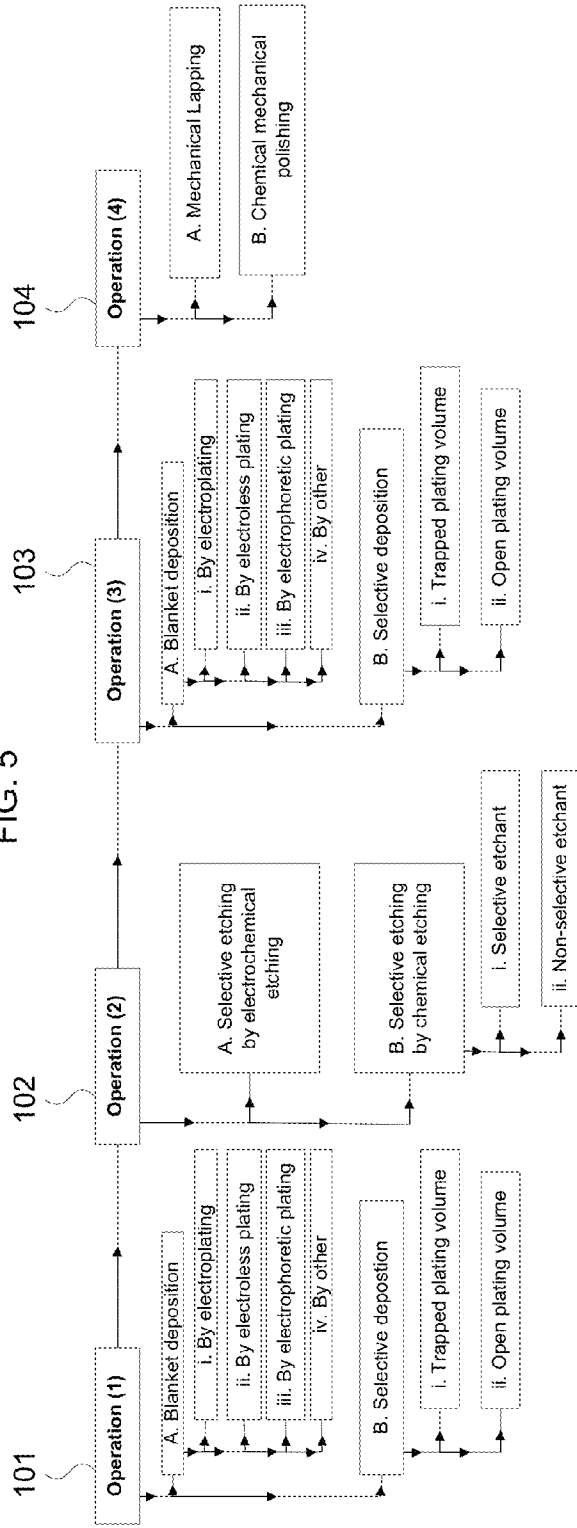 FIG. 5
101
Operation (1)
A. Blanket deposition
i. By electroplating
ii. By electroless plating
iii. By electrophoretic plating
iv. By other
B. Selective depostion
i. Trapped plating volume
ii. Open plating volume
102
Operation (2)
A. Selective etching
by electrochemical
etching
B. Selective etching
by chemical etching
i. Selective etchant
ii. Non-selective etchant
103
Operation (3)
A. Blanket deposition
i. By electroplating
ii. By electroless plating
iii. By electrophoretic plating
iv. By other
B. Selective deposition
i. Trapped plating volume
ii. Open plating volume
104
Operation (4)
A. Mechanical Lapping
B. Chemical mechanical
polishing